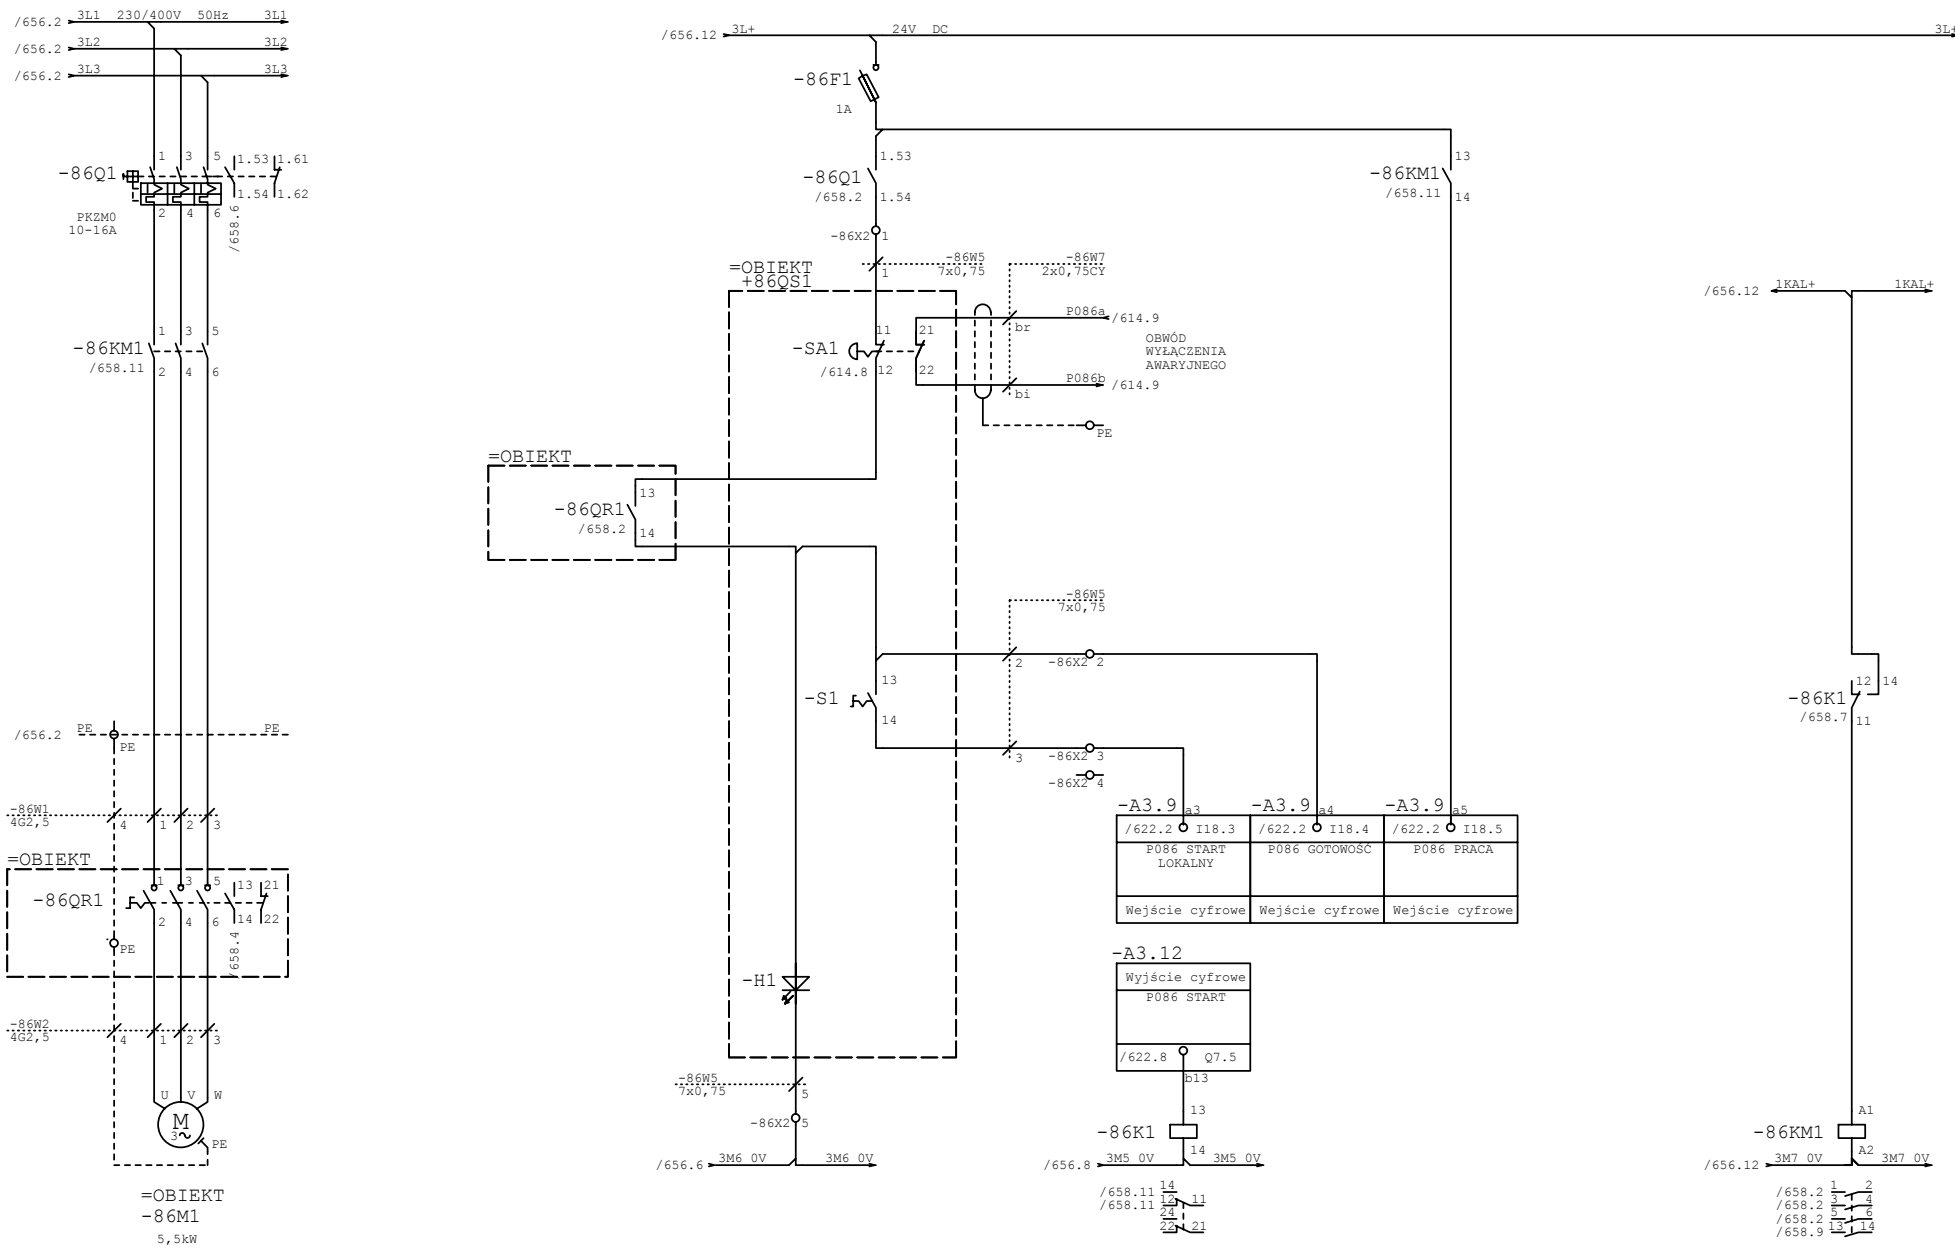 /656.2 3L1 230/400V 50Hz 3L1
/656.2 3L2 3L2
/656.2 3L3 3L3
-86Q1
1 3 5 1.53 1.61
2 4 6 1.54 1.62
PKZM0
10-16A
/658.6
-86KM1
/658.11
1 3 5
2 4 6
/656.2 PE PE
PE
-86W1
4G2,5
4 1 2 3
=OBIEKT
-86QR1
1 3 5 13 21
2 4 6 14 22
PE
/658.4
-86W2
4G2,5
4 1 2 3
U V W
M
3
PE
=OBIEKT
-86M1
5,5kW
/656.12 3L+ 24V DC 3L+
-86F1
1A
-86Q1
/658.2
1.53
1.54
-86X2 1
-86W5
7x0,75
1
=OBIEKT
+86QS1
-86W7
2x0,75CY
br P086a /614.9
OBWÓD
WYŁĄCZENIA
AWARYJNEGO
bi P086b /614.9
PE
-SA1
/614.8
11 21
12 22
=OBIEKT
-86QR1
/658.2
13
14
-86W5
7x0,75
2 -86X2 2
-S1
13
14
3 -86X2 3
-86X2 4
-H1
-86W5
7x0,75
5
-86X2 5
/656.6 3M6 0V 3M6 0V
-86KM1
/658.11
13
14
-A3.9 a3 -A3.9 a4 -A3.9 a5
/622.2 I18.3 /622.2 I18.4 /622.2 I18.5
P086 START P086 GOTOWOŚĆ P086 PRACA
LOKALNY
Wejście cyfrowe Wejście cyfrowe Wejście cyfrowe
-A3.12
Wyjście cyfrowe
P086 START
/622.8 Q7.5
b13
-86K1
13
14
/656.8 3M5 0V 3M5 0V
/658.11 14
/658.11 12 11
24
22 21
/656.12 1KAL+ 1KAL+
-86K1
/658.7
12 14
11
-86KM1
A1
A2
/656.12 3M7 0V 3M7 0V
/658.2 1 2
/658.2 3 4
/658.2 5 6
/658.9 13 14